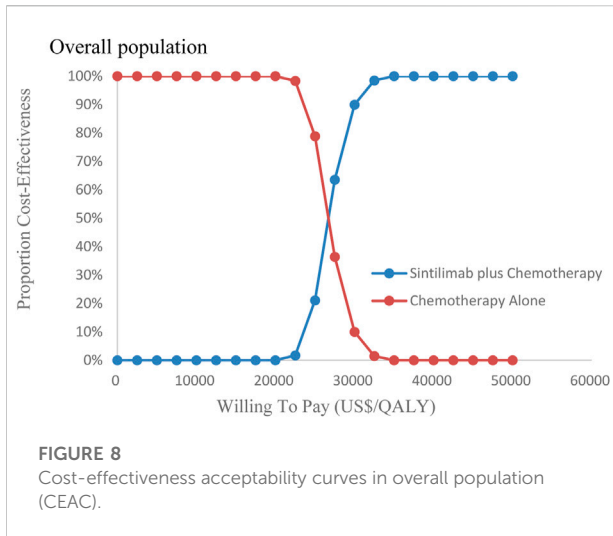 Overall population
Proportion Cost-Effectiveness
100%
90%
80%
70%
60%
50%
40%
30%
20%
10%
0%
Sintilimab plus Chemotherapy
Chemotherapy Alone
0 10000 20000 30000 40000 50000 60000
Willing To Pay (US$/QALY)
FIGURE 8
Cost-effectiveness acceptability curves in overall population
(CEAC).